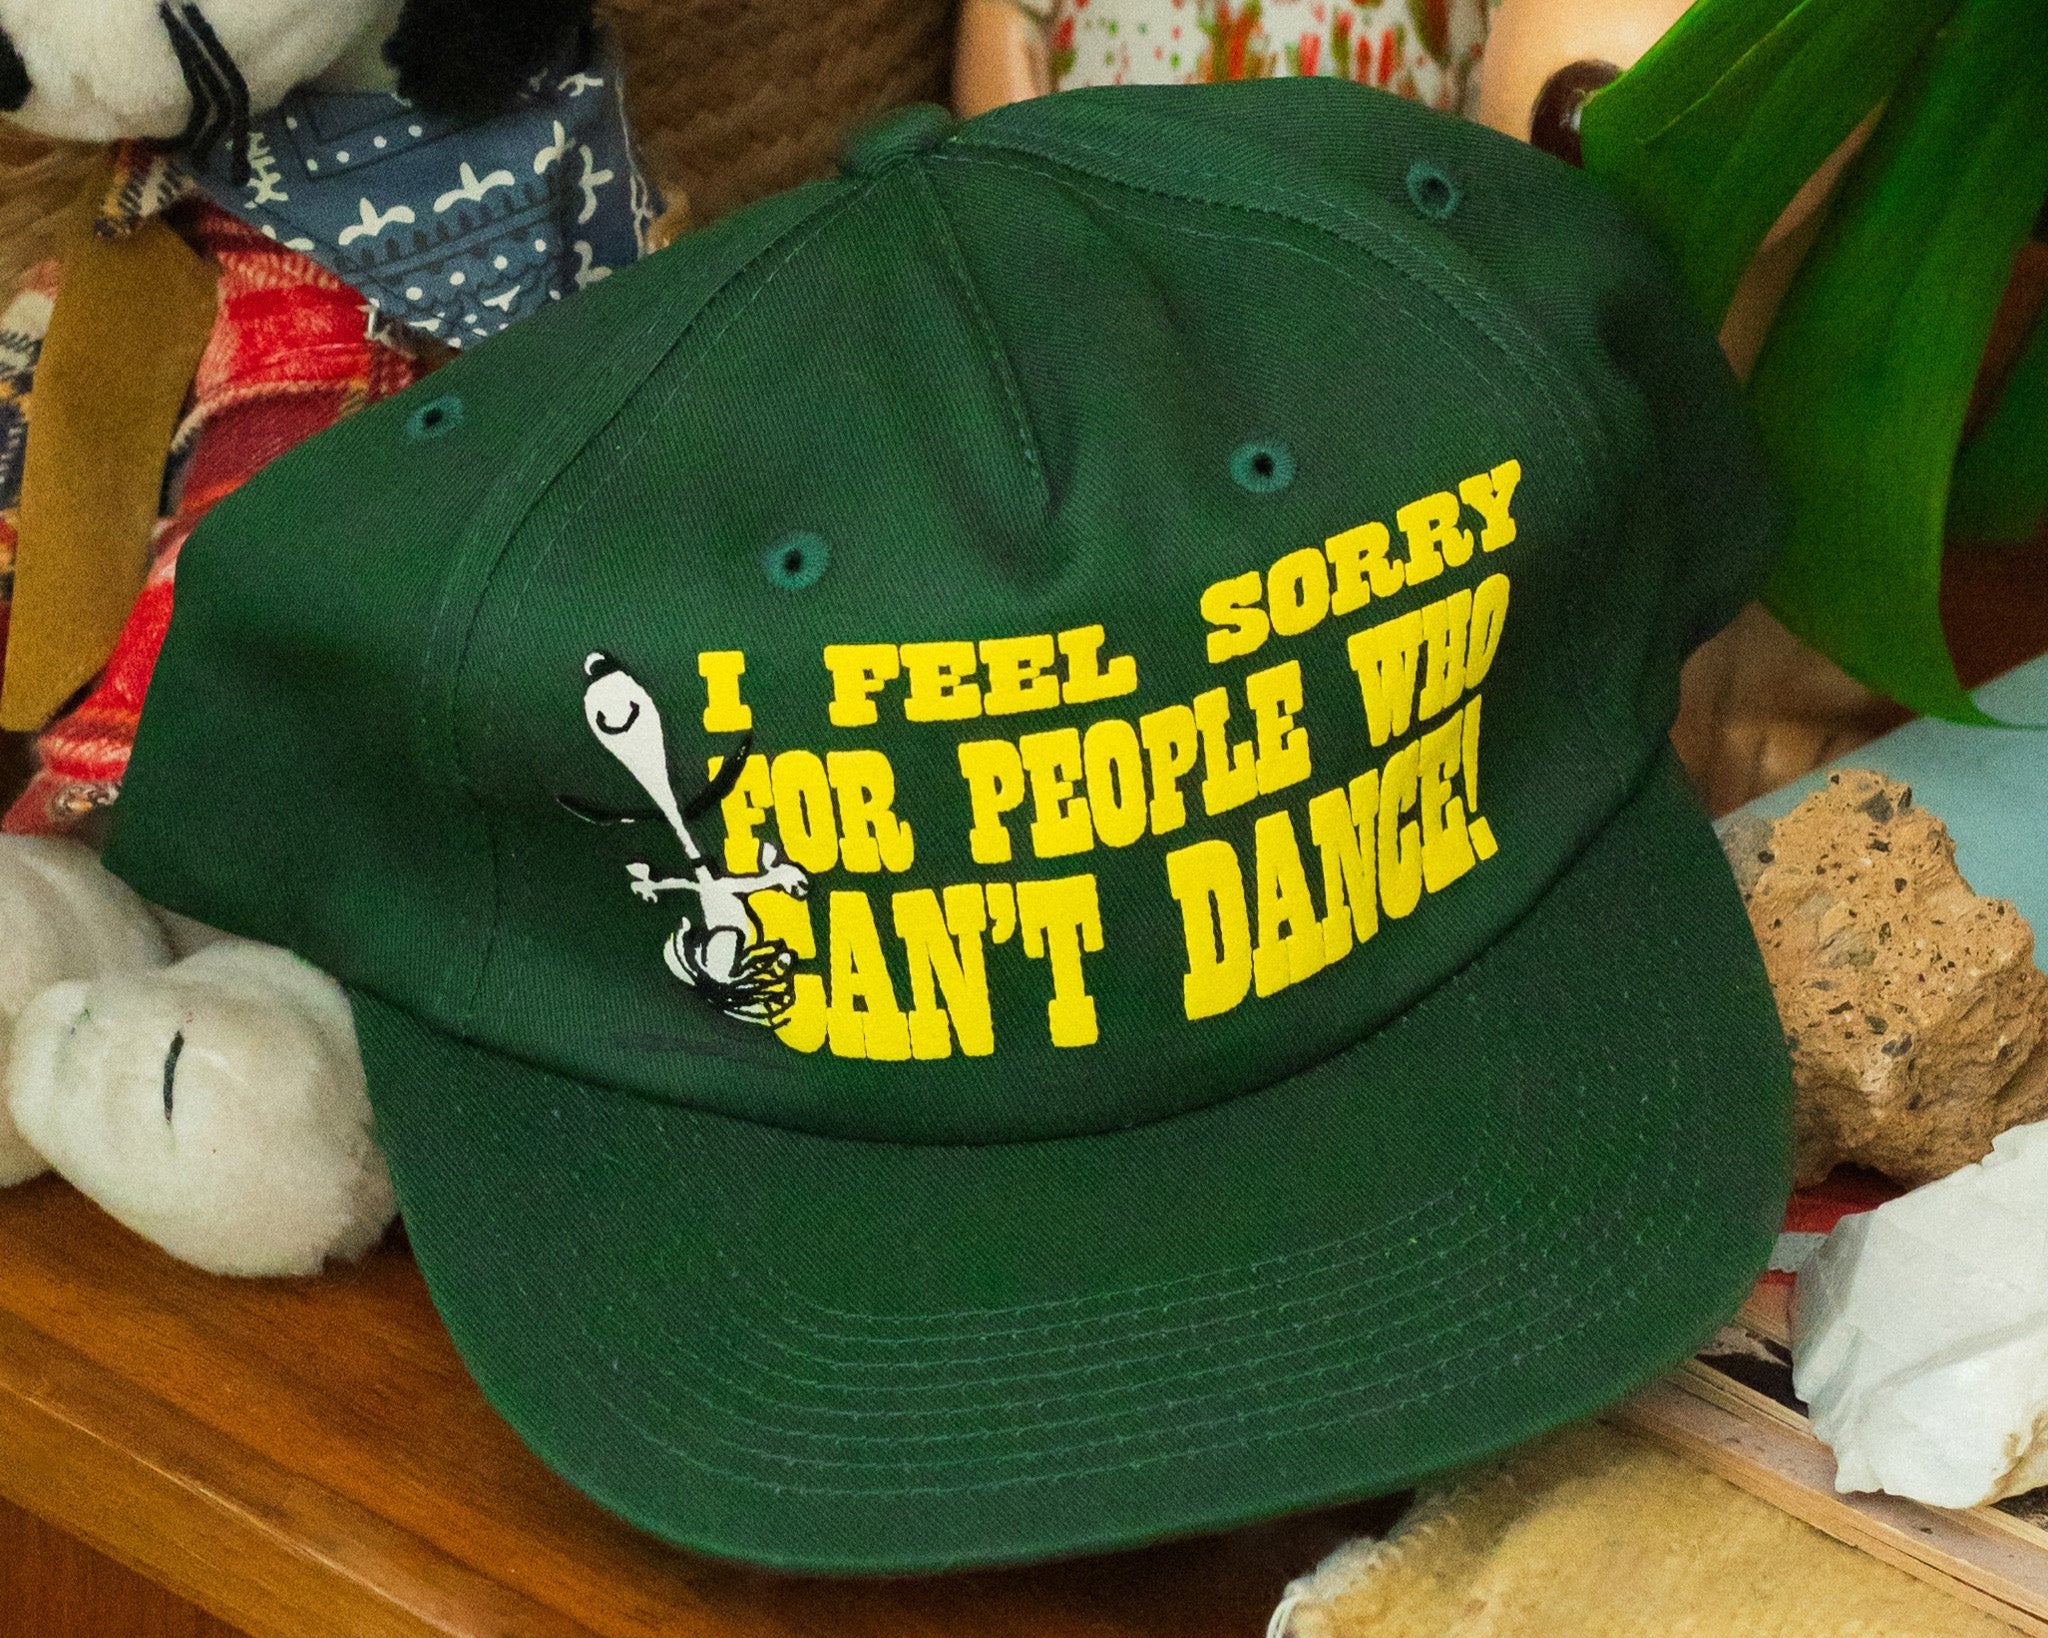 I FEEL SORRY
FOR PEOPLE WHO
CAN'T DANCE!